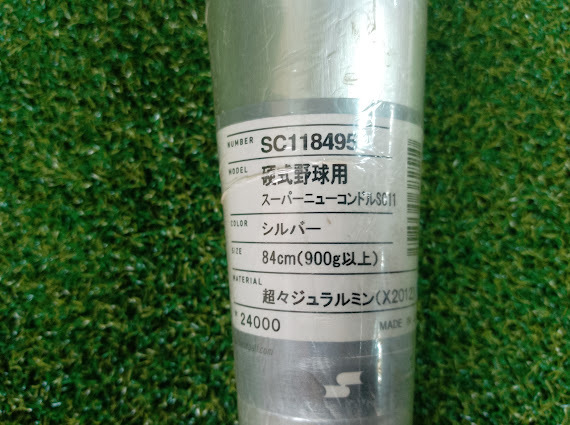 NUMBER SC118495
MODEL 硬式野球用
スーパーニューコンドルSC11
COLOR シルバー
SIZE 84cm(900g以上)
MATERIAL
超々ジュラルミン(X2012)
¥ 24000
MADE IN